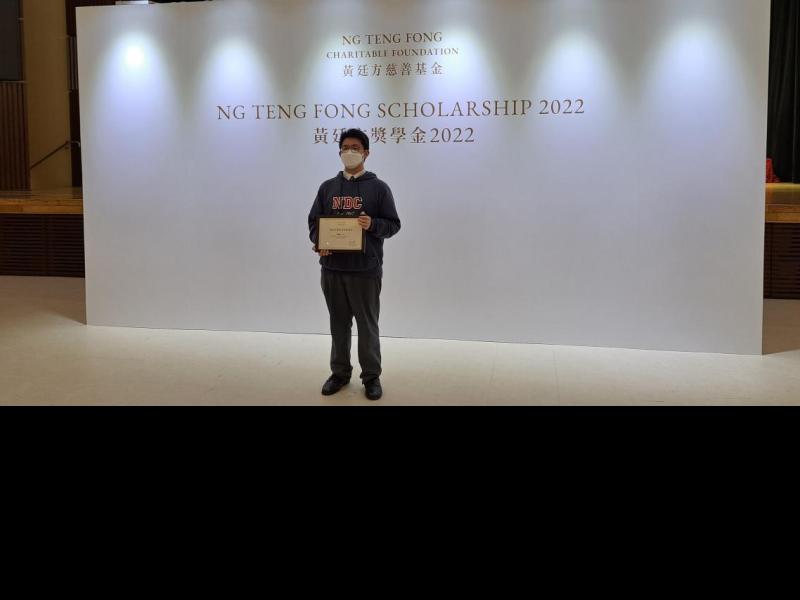 NG TENG FONG
CHARITABLE FOUNDATION
黃廷方慈善基金
NG TENG FONG SCHOLARSHIP 2022
黃廷方獎學金2022
NDC